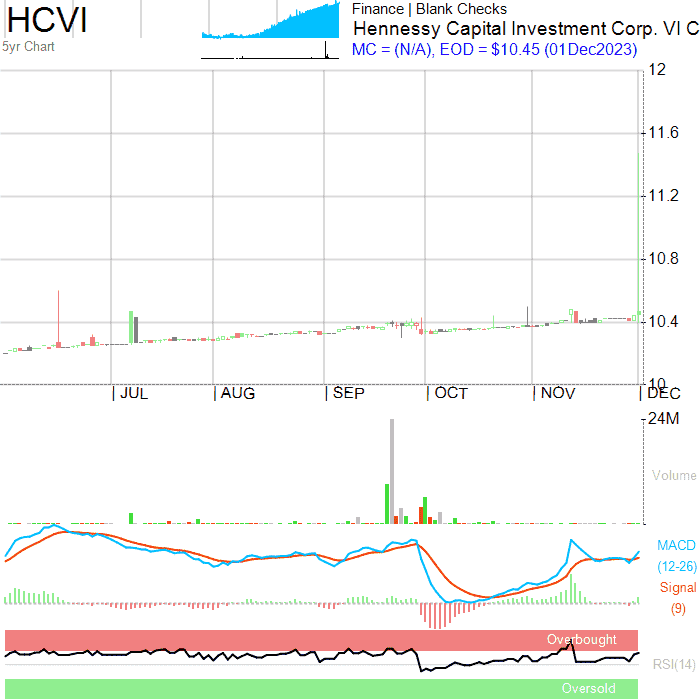 HCVI
5yr Chart
Finance | Blank Checks
Hennessy Capital Investment Corp. VI C
MC = (N/A), EOD = $10.45 (01Dec2023)
12
11.6
11.2
10.8
10.4
10
JUL AUG SEP OCT NOV DEC
24M
Volume
MACD
(12-26)
Signal
(9)
Overbought
RSI(14)
Oversold